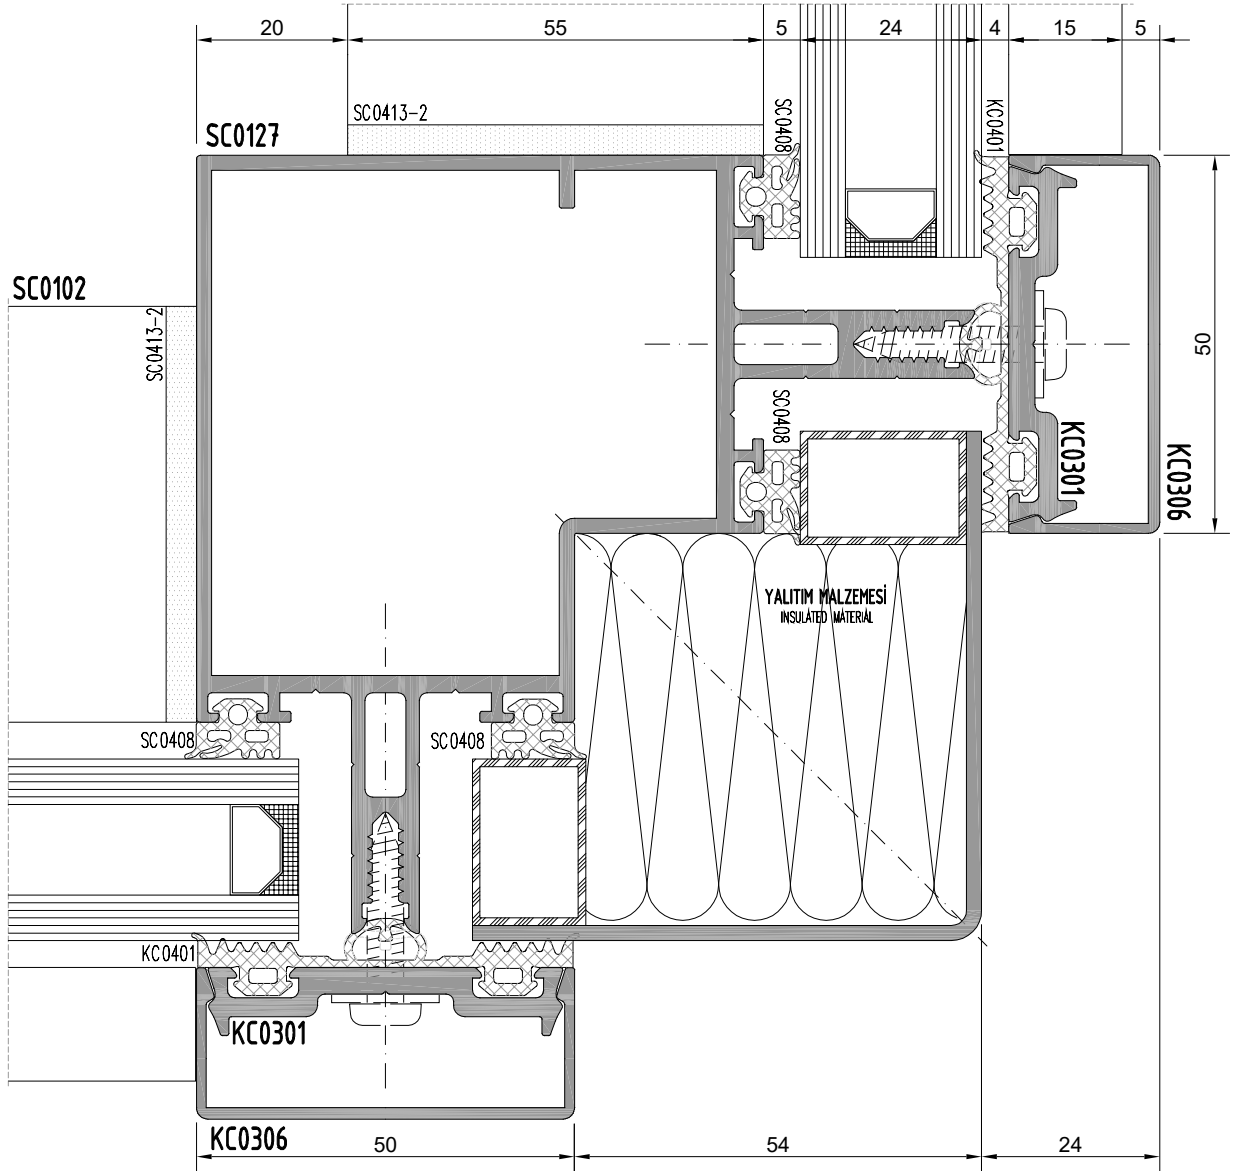 20 55 5 24 4 15 5
SC0413-2
SC0127
SC0408
KC0401
SC0102
SC0413-2
50
SC0408
KC0301
KC0306
YALITIM MALZEMESİ
INSULATED MATERIAL
SC0408
SC0408
KC0401
KC0301
KC0306
50 54 24